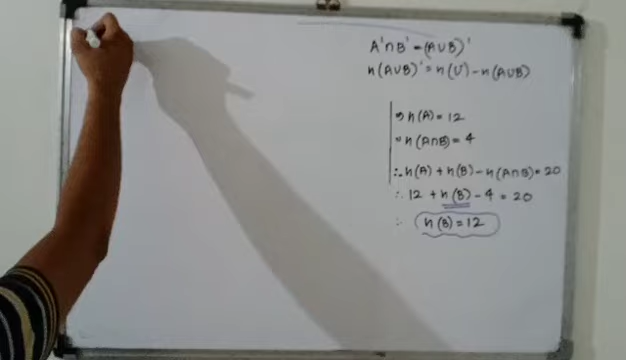 A'∩B' = (A∪B)'
n(A∪B)' = n(U) - n(A∪B)
⇒ n(A) = 12
n(A∩B) = 4
∴ n(A) + n(B) - n(A∩B) = 20
∴ 12 + n(B) - 4 = 20
∴ n(B) = 12